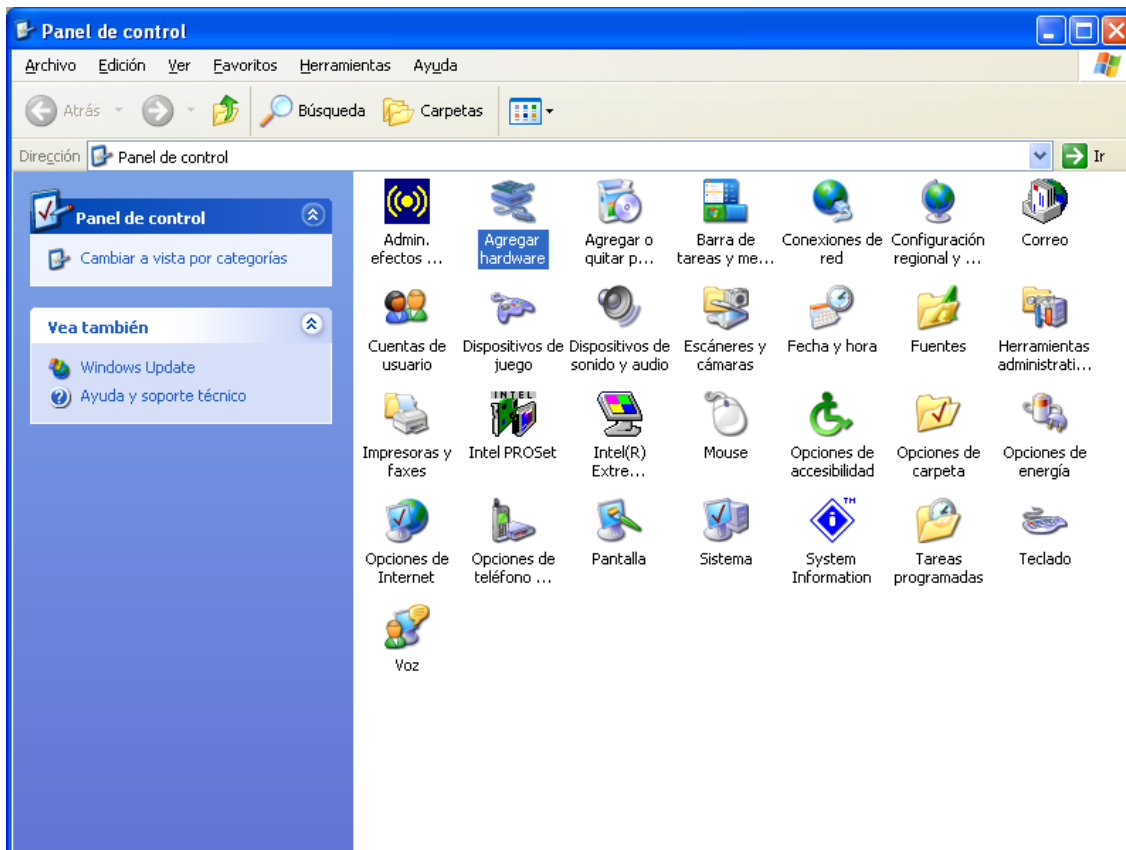 Panel de control
Archivo Edición Ver Favoritos Herramientas Ayuda
Atrás Búsqueda Carpetas
Dirección Panel de control Ir
Panel de control
Cambiar a vista por categorías
Vea también
Windows Update
Ayuda y soporte técnico
Admin. efectos ...
Agregar hardware
Agregar o quitar p...
Barra de tareas y me...
Conexiones de red
Configuración regional y ...
Correo
Cuentas de usuario
Dispositivos de juego
Dispositivos de sonido y audio
Escáneres y cámaras
Fecha y hora
Fuentes
Herramientas administrati...
Impresoras y faxes
INTEL
Intel PROSet
Intel(R) Extre...
Mouse
Opciones de accesibilidad
Opciones de carpeta
Opciones de energía
Opciones de Internet
Opciones de teléfono ...
Pantalla
Sistema
TM
System Information
Tareas programadas
Teclado
Voz